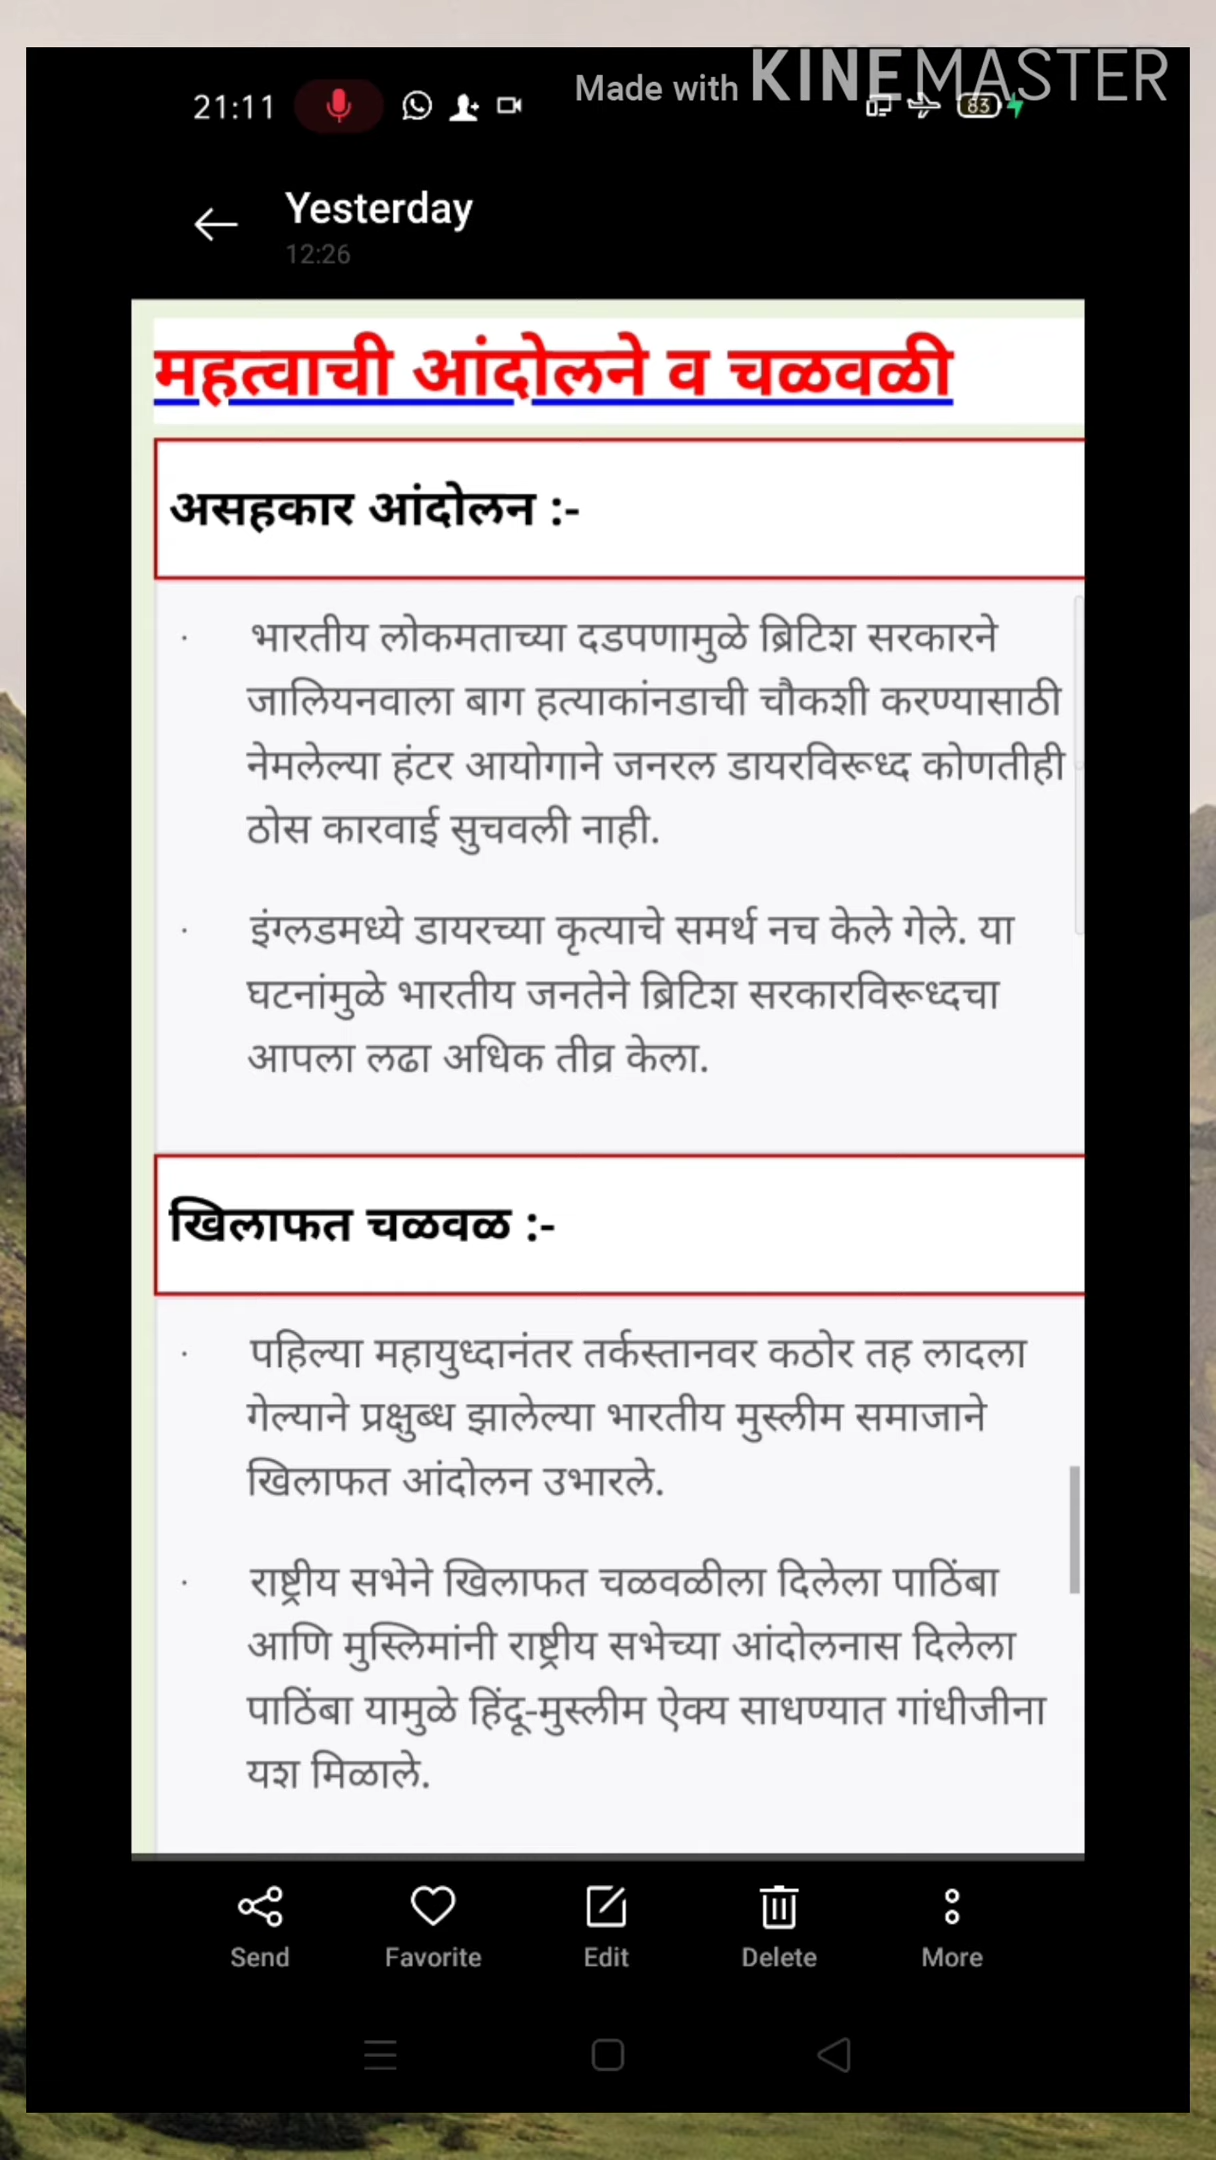 Made with KINEMASTER
21:11
83
Yesterday
12:26
महत्वाची आंदोलने व चळवळी
असहकार आंदोलन :-
· भारतीय लोकमताच्या दडपणामुळे ब्रिटिश सरकारने
जालियनवाला बाग हत्याकांनडाची चौकशी करण्यासाठी
नेमलेल्या हंटर आयोगाने जनरल डायरविरूध्द कोणतीही
ठोस कारवाई सुचवली नाही.
· इंग्लडमध्ये डायरच्या कृत्याचे समर्थ नच केले गेले. या
घटनांमुळे भारतीय जनतेने ब्रिटिश सरकारविरूध्दचा
आपला लढा अधिक तीव्र केला.
खिलाफत चळवळ :-
· पहिल्या महायुध्दानंतर तर्कस्तानवर कठोर तह लादला
गेल्याने प्रक्षुब्ध झालेल्या भारतीय मुस्लीम समाजाने
खिलाफत आंदोलन उभारले.
· राष्ट्रीय सभेने खिलाफत चळवळीला दिलेला पाठिंबा
आणि मुस्लिमांनी राष्ट्रीय सभेच्या आंदोलनास दिलेला
पाठिंबा यामुळे हिंदू-मुस्लीम ऐक्य साधण्यात गांधीजीना
यश मिळाले.
Send Favorite Edit Delete More